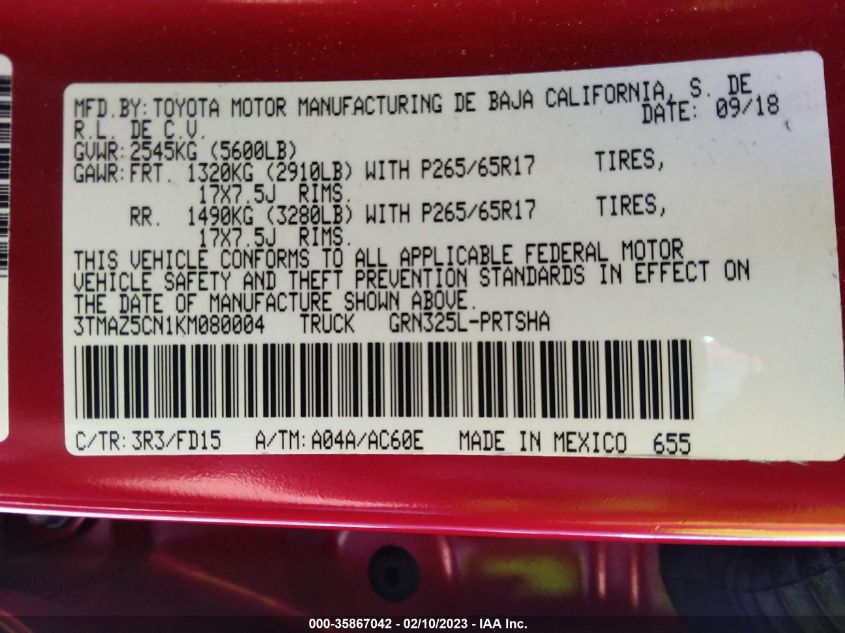 MFD.BY: TOYOTA MOTOR MANUFACTURING DE BAJA CALIFORNIA, S. DE
R.L. DE C.V. DATE: 09/18
GVWR: 2545KG (5600LB)
GAWR: FRT. 1320KG (2910LB) WITH P265/65R17 TIRES,
17X7.5J RIMS.
RR. 1490KG (3280LB) WITH P265/65R17 TIRES,
17X7.5J RIMS.
THIS VEHICLE CONFORMS TO ALL APPLICABLE FEDERAL MOTOR
VEHICLE SAFETY AND THEFT PREVENTION STANDARDS IN EFFECT ON
THE DATE OF MANUFACTURE SHOWN ABOVE.
3TMAZ5CN1KM080004 TRUCK GRN325L-PRTSHA
C/TR: 3R3/FD15 A/TM: A04A/AC60E MADE IN MEXICO 655
000-35867042 - 02/10/2023 - IAA Inc.